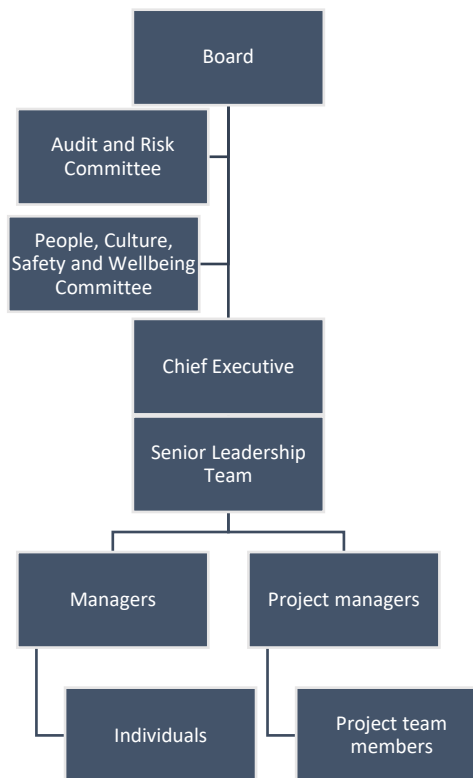 Board
Audit and Risk
Committee
People, Culture,
Safety and Wellbeing
Committee
Chief Executive
Senior Leadership
Team
Managers
Project managers
Individuals
Project team
members